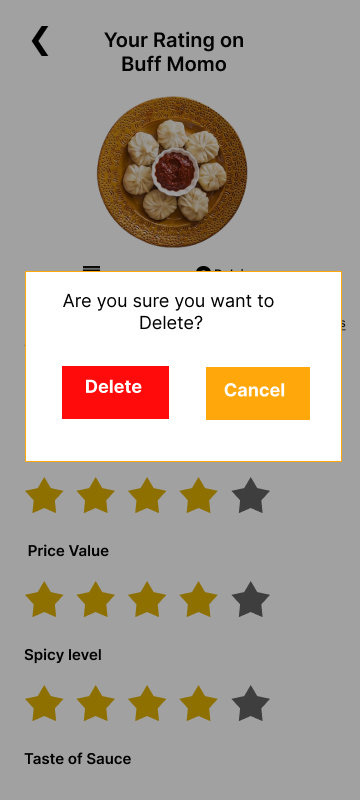 Your Rating on
Buff Momo
Are you sure you want to
Delete?
Delete
Cancel
Price Value
Spicy level
Taste of Sauce